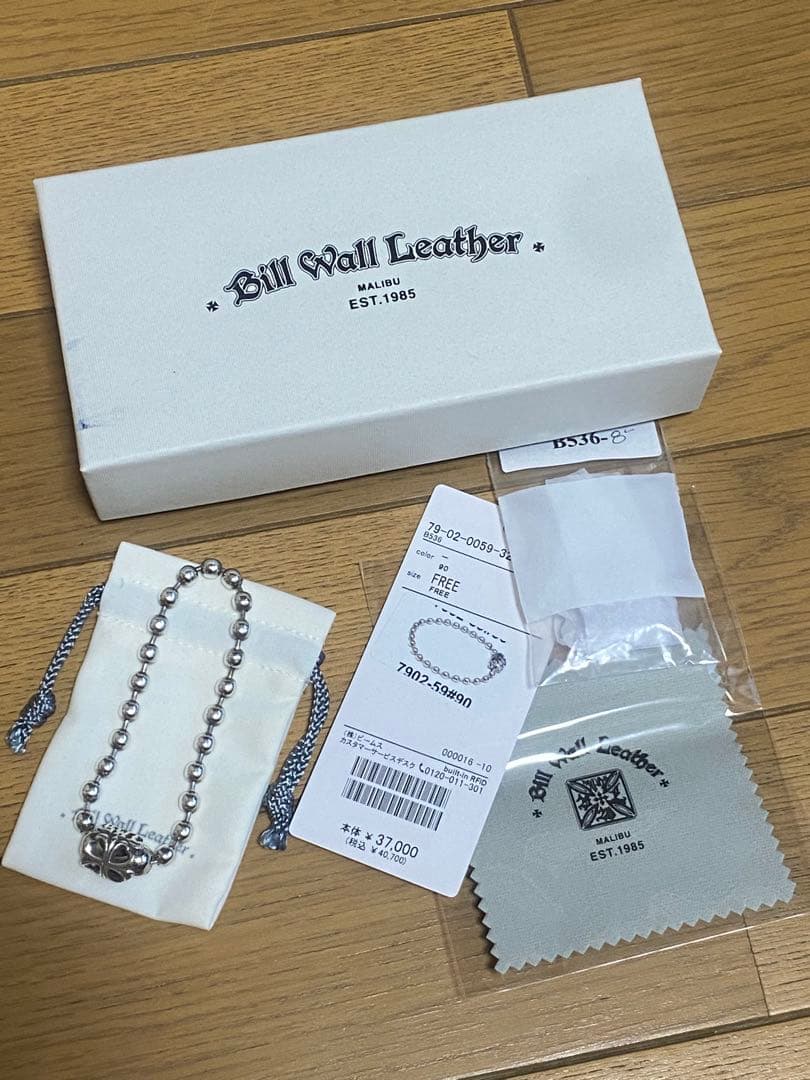 Bill Wall Leather
MALIBU
EST.1985
B536-8
79-02-0059-32
B536
color –
90
size FREE
FREE
7902-59#90
000016 -10
built-in RFID
(株)ビームス
カスタマーサービスデスク 0120-011-301
本体 ¥ 37,000
(税込 ¥40,700)
Bill Wall Leather
Bill Wall Leather
MALIBU
EST.1985